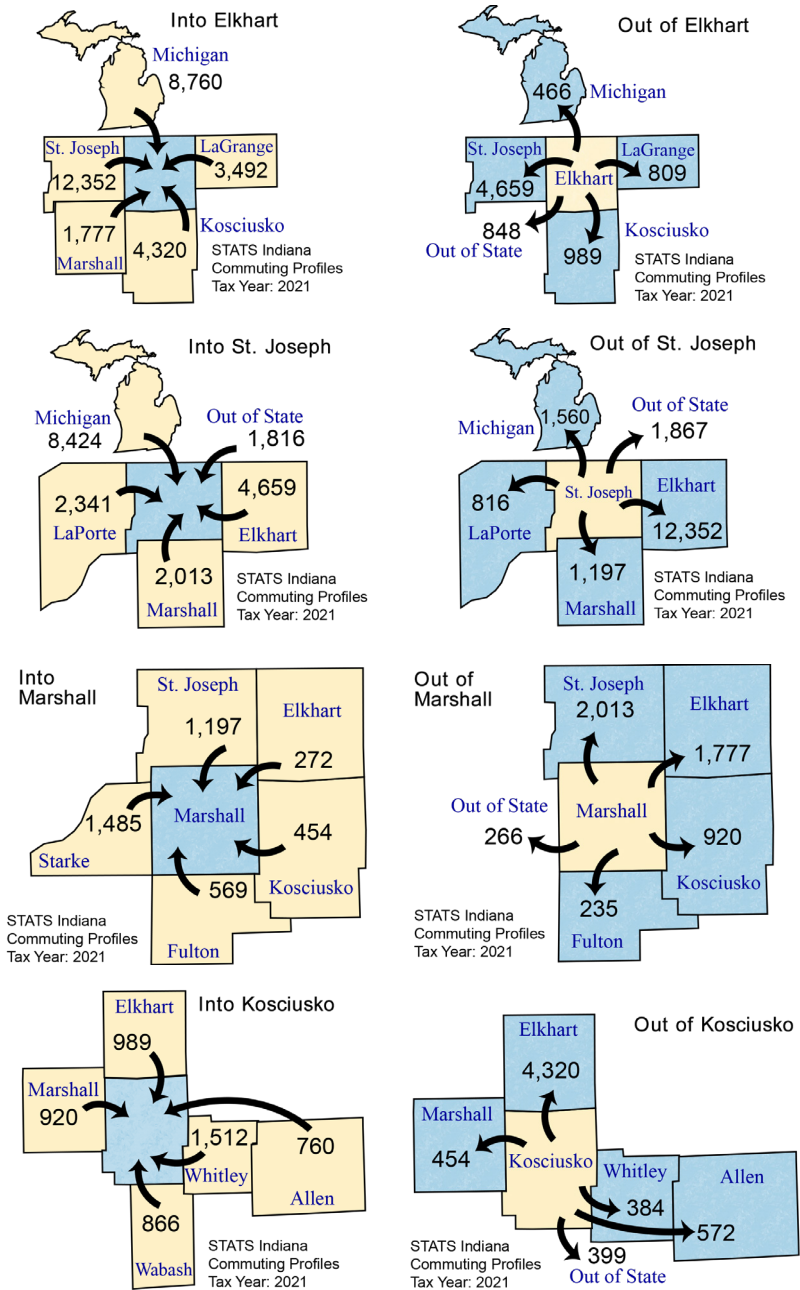 Into Elkhart
Michigan
8,760
St. Joseph
12,352
LaGrange
3,492
1,777
Marshall
4,320
Kosciusko
STATS Indiana
Commuting Profiles
Tax Year: 2021
Out of Elkhart
466
Michigan
St. Joseph
4,659
Elkhart
LaGrange
809
848
Out of State
989
Kosciusko
STATS Indiana
Commuting Profiles
Tax Year: 2021
Into St. Joseph
Michigan
8,424
Out of State
1,816
2,341
LaPorte
4,659
Elkhart
2,013
Marshall
STATS Indiana
Commuting Profiles
Tax Year: 2021
Out of St. Joseph
1,560
Michigan
Out of State
1,867
816
LaPorte
St. Joseph
Elkhart
12,352
1,197
Marshall
STATS Indiana
Commuting Profiles
Tax Year: 2021
Into
Marshall
St. Joseph
1,197
Elkhart
272
Marshall
1,485
Starke
454
Kosciusko
569
Fulton
STATS Indiana
Commuting Profiles
Tax Year: 2021
Out of
Marshall
St. Joseph
2,013
Elkhart
1,777
Marshall
Out of State
266
920
Kosciusko
235
Fulton
STATS Indiana
Commuting Profiles
Tax Year: 2021
Into Kosciusko
Elkhart
989
Marshall
920
1,512
Whitley
760
Allen
866
Wabash
STATS Indiana
Commuting Profiles
Tax Year: 2021
Out of Kosciusko
Elkhart
4,320
Marshall
454
Kosciusko
Whitley
384
Allen
572
399
Out of State
STATS Indiana
Commuting Profiles
Tax Year: 2021